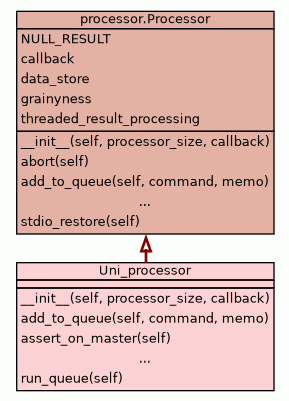 processor.Processor
NULL_RESULT
callback
data_store
grainyness
threaded_result_processing
__init__(self, processor_size, callback)
abort(self)
add_to_queue(self, command, memo)
...
stdio_restore(self)
Uni_processor
__init__(self, processor_size, callback)
add_to_queue(self, command, memo)
assert_on_master(self)
...
run_queue(self)